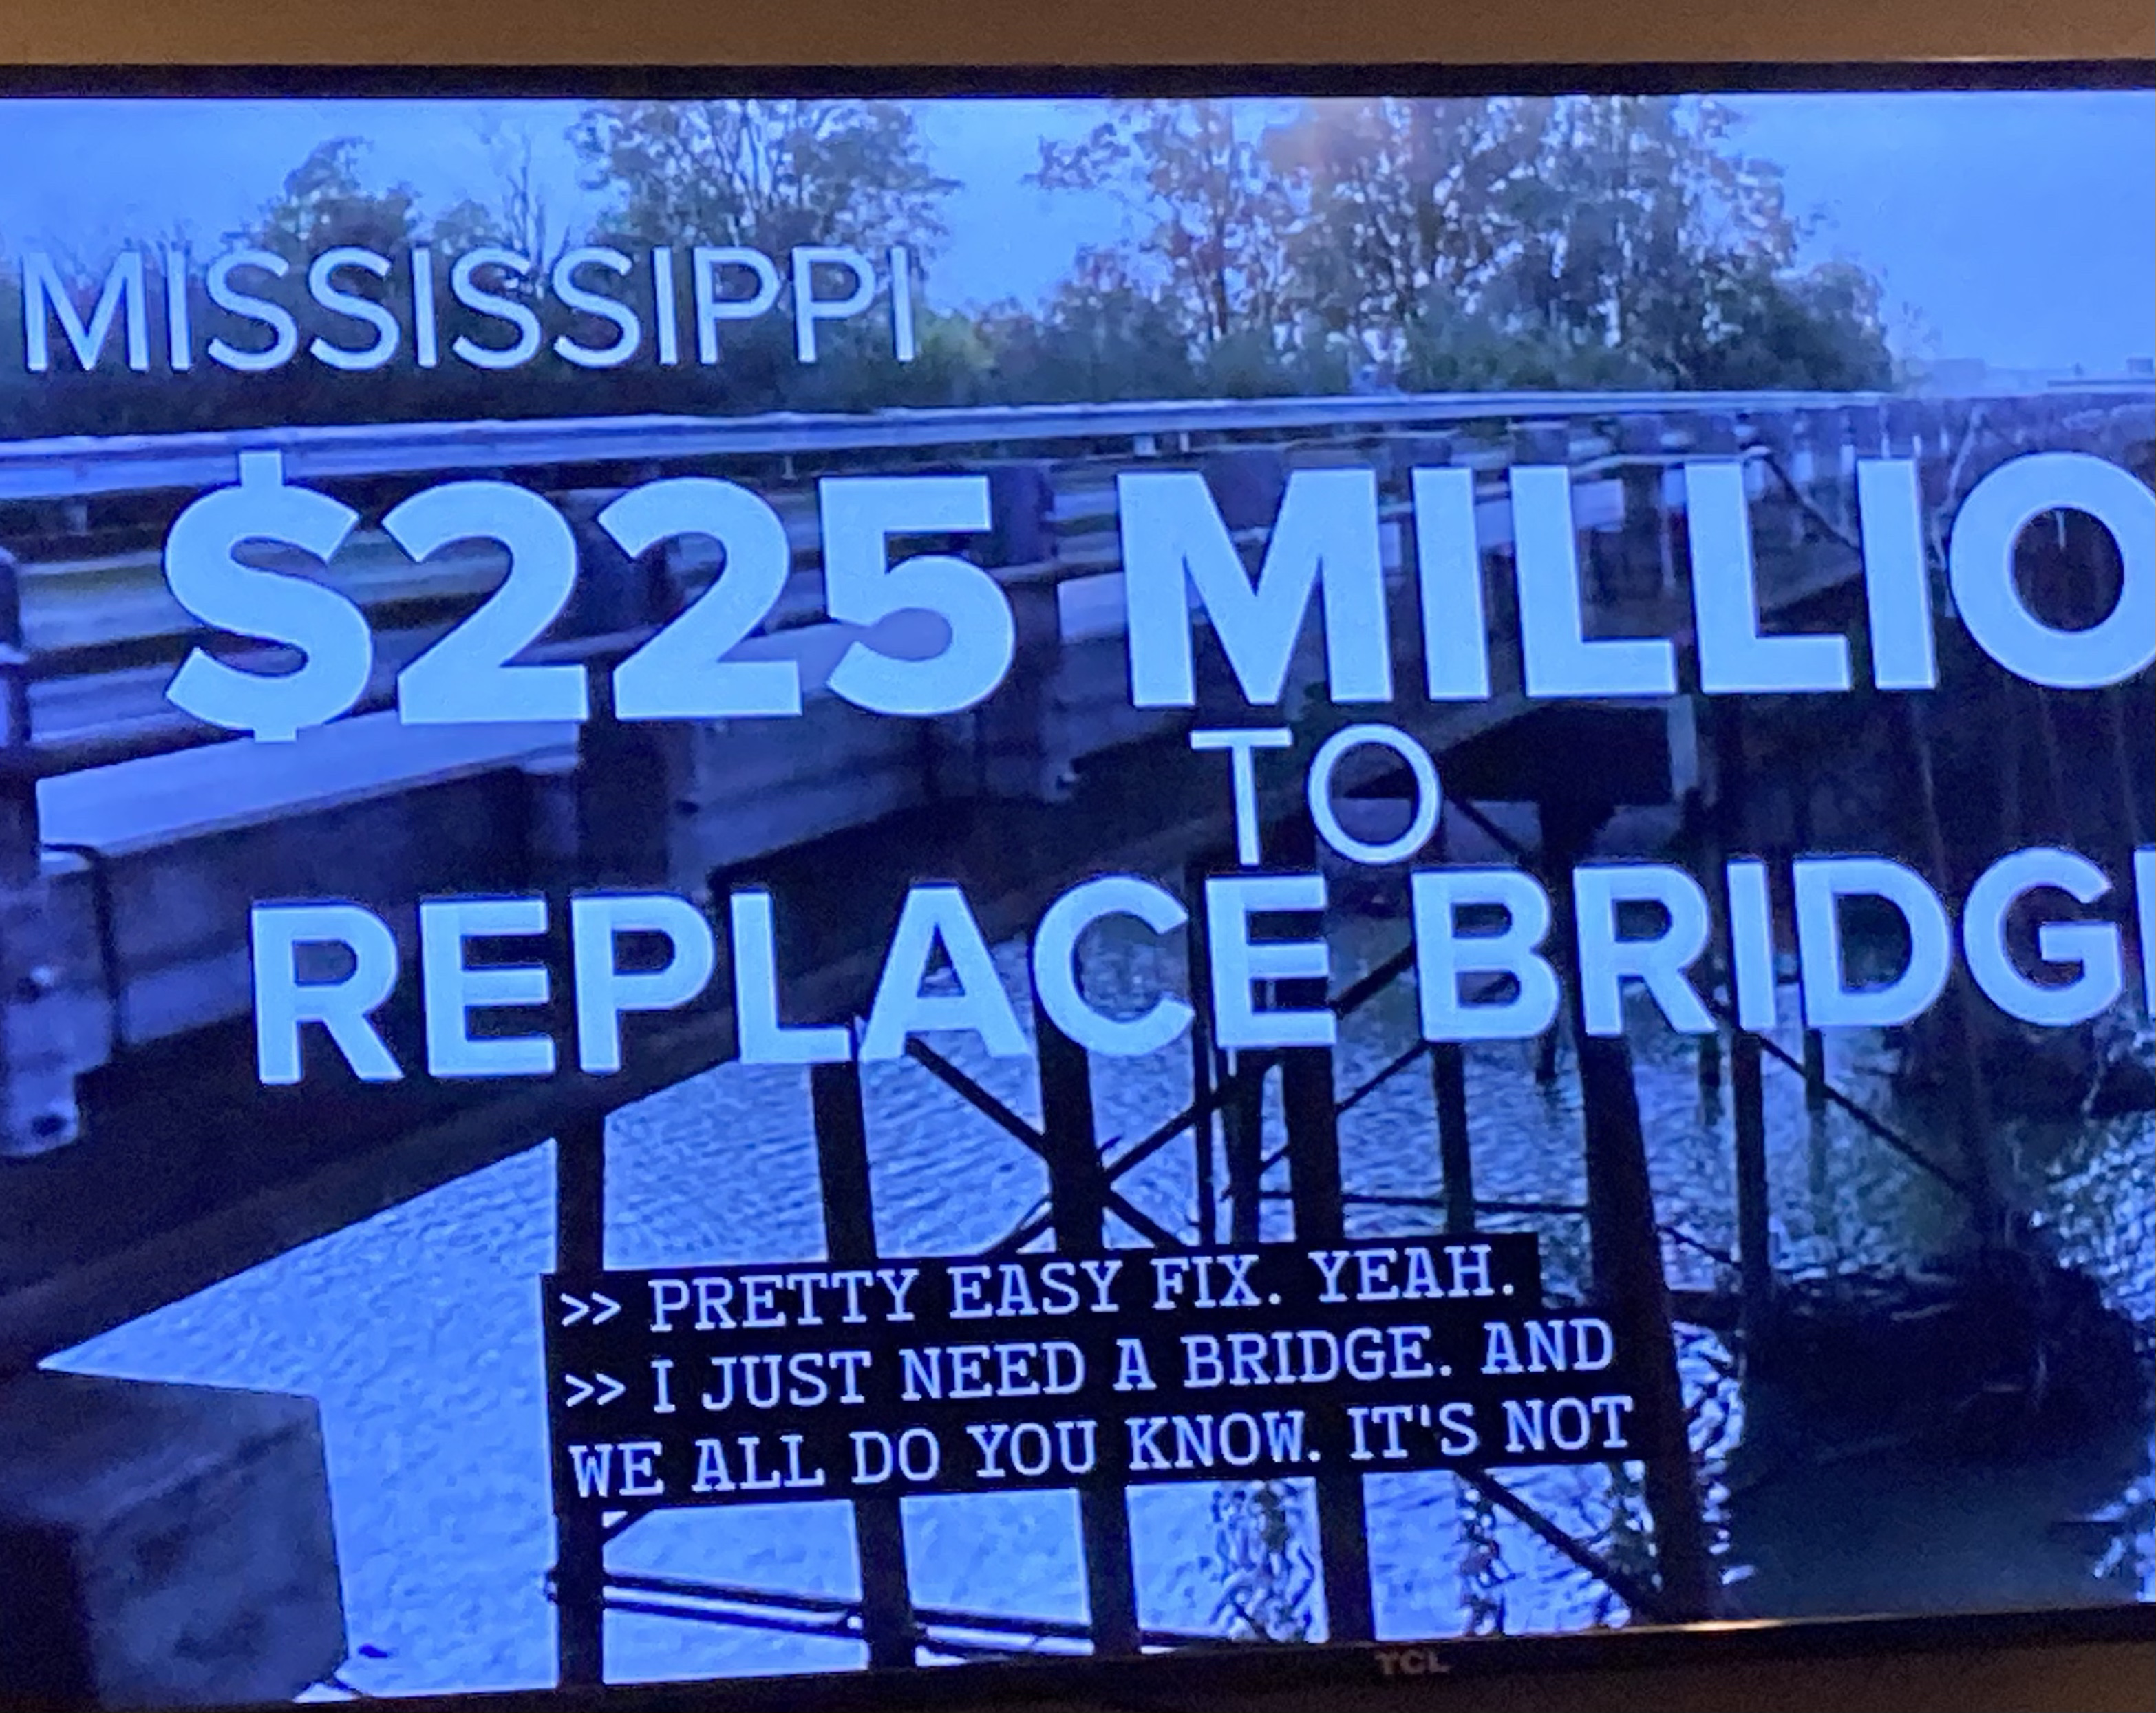 MISSISSIPPI
$225 MILLIO
TO
REPLACE BRIDG
>> PRETTY EASY FIX. YEAH.
>> I JUST NEED A BRIDGE. AND
WE ALL DO YOU KNOW. IT'S NOT
TCL